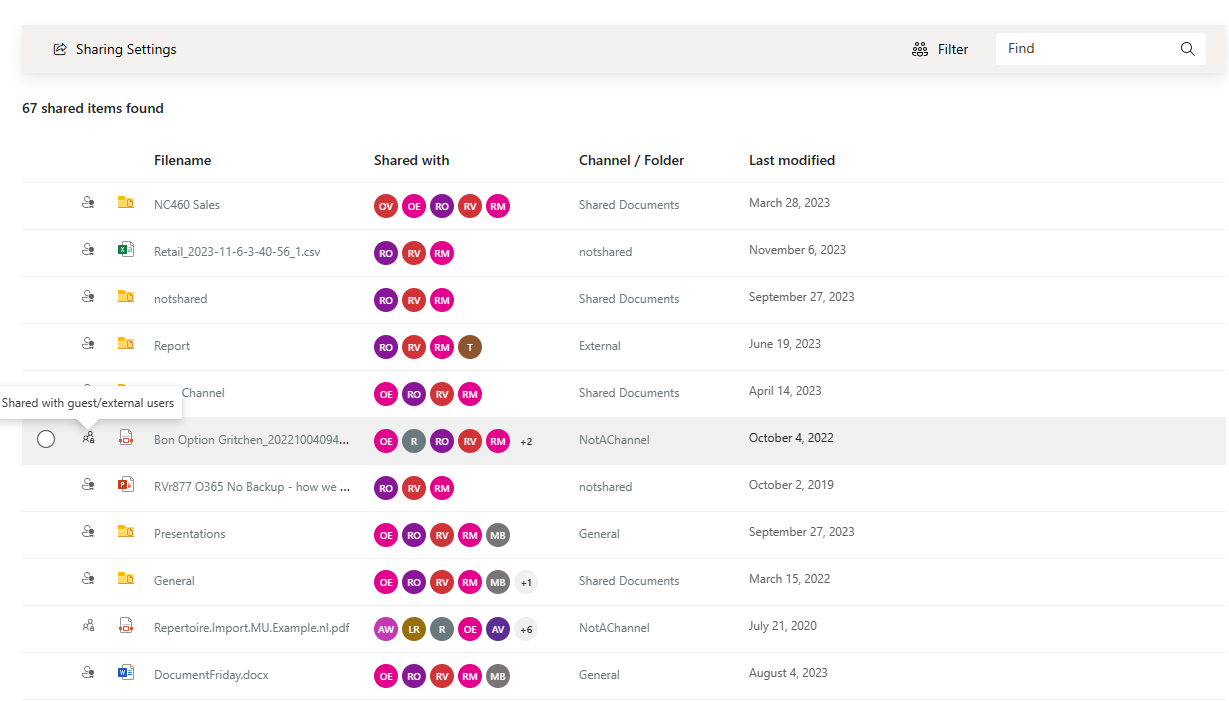 Sharing Settings Filter Find
67 shared items found
Filename Shared with Channel / Folder Last modified
NC460 Sales OV OE RO RV RM Shared Documents March 28, 2023
Retail_2023-11-6-3-40-56_1.csv RO RV RM notshared November 6, 2023
notshared RO RV RM Shared Documents September 27, 2023
Report RO RV RM T External June 19, 2023
Channel OE RO RV RM Shared Documents April 14, 2023
Shared with guest/external users
Bon Option Gritchen_20221004094... OE R RO RV RM +2 NotAChannel October 4, 2022
RVr877 O365 No Backup - how we ... RO RV RM notshared October 2, 2019
Presentations OE RO RV RM MB General September 27, 2023
General OE RO RV RM MB +1 Shared Documents March 15, 2022
Repertoire.Import.MU.Example.nl.pdf AW LR R OE AV +6 NotAChannel July 21, 2020
DocumentFriday.docx OE RO RV RM MB General August 4, 2023